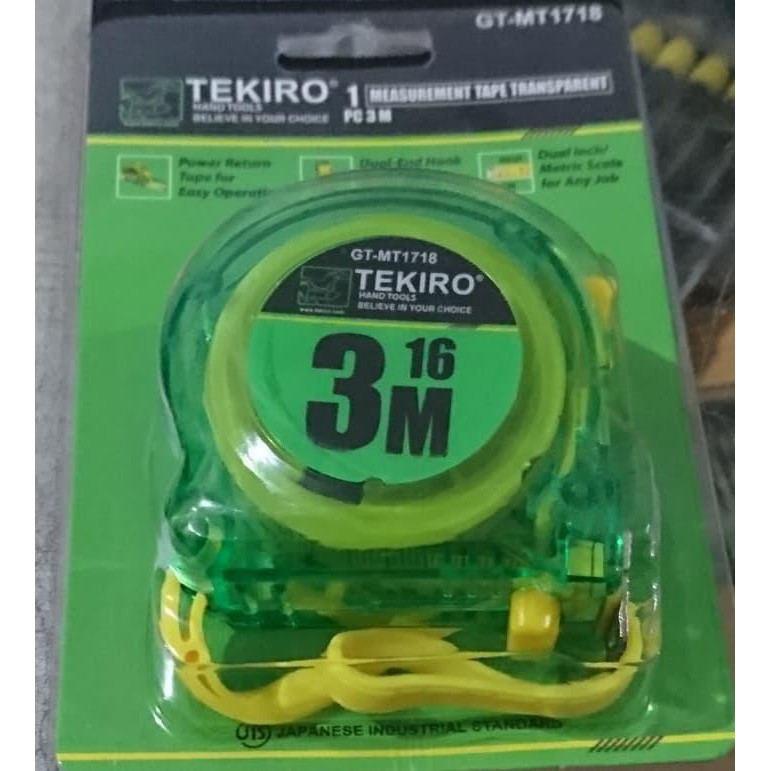 GT-MT1718
TEKIRO®
HAND TOOLS
BELIEVE IN YOUR CHOICE
1 MEASUREMENT TAPE TRANSPARENT
PC 3 M
Power Return
Tape for
Easy Operati
Dual-End Hook
Dual Inch/
Metric Scale
for Any Job
GT-MT1718
TEKIRO®
HAND TOOLS
BELIEVE IN YOUR CHOICE
3 16
M
JIS JAPANESE INDUSTRIAL STANDARD